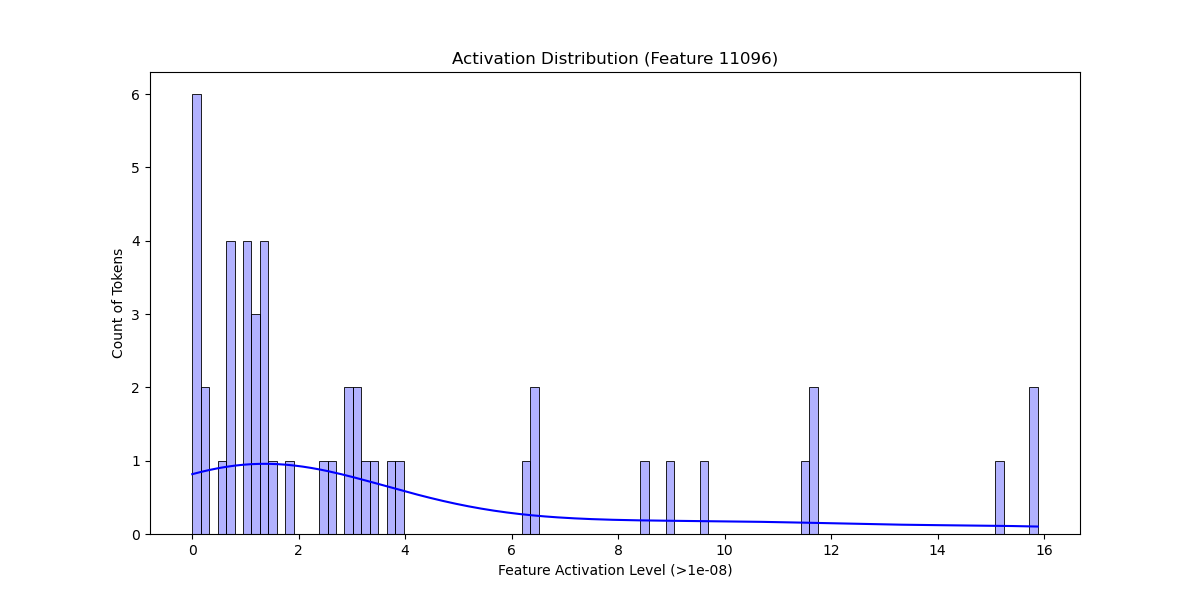 Activation Distribution (Feature 11096)
Count of Tokens
6
5
4
3
2
1
0
0 2 4 6 8 10 12 14 16
Feature Activation Level (>1e-08)